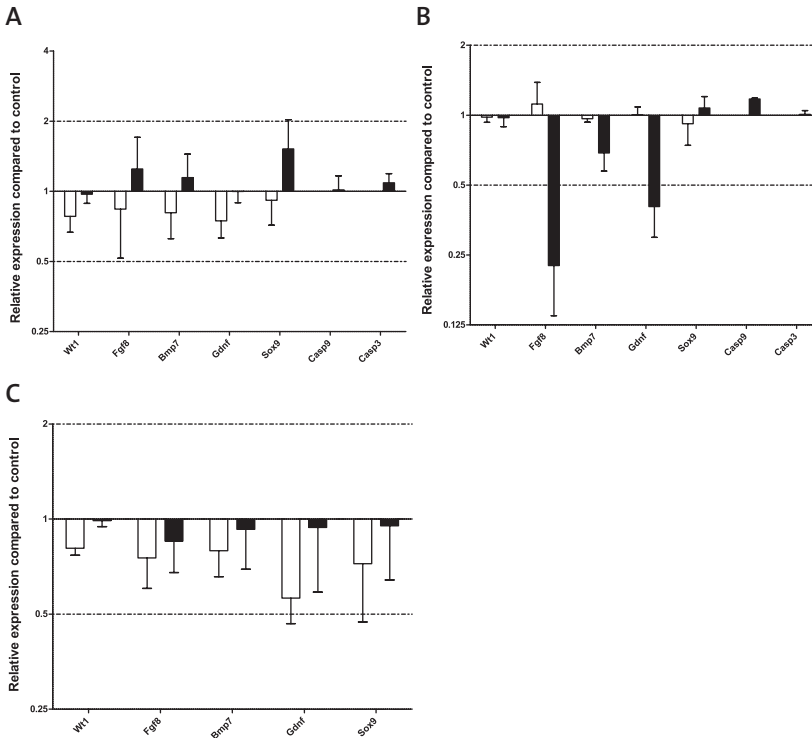 A
Relative expression compared to control
4
2
1
0.5
0.25
Wt1
Fgf8
Bmp7
Gdnf
Sox9
Casp9
Casp3
B
Relative expression compared to control
2
1
0.5
0.25
0.125
Wt1
Fgf8
Bmp7
Gdnf
Sox9
Casp9
Casp3
C
Relative expression compared to control
2
1
0.5
0.25
Wt1
Fgf8
Bmp7
Gdnf
Sox9